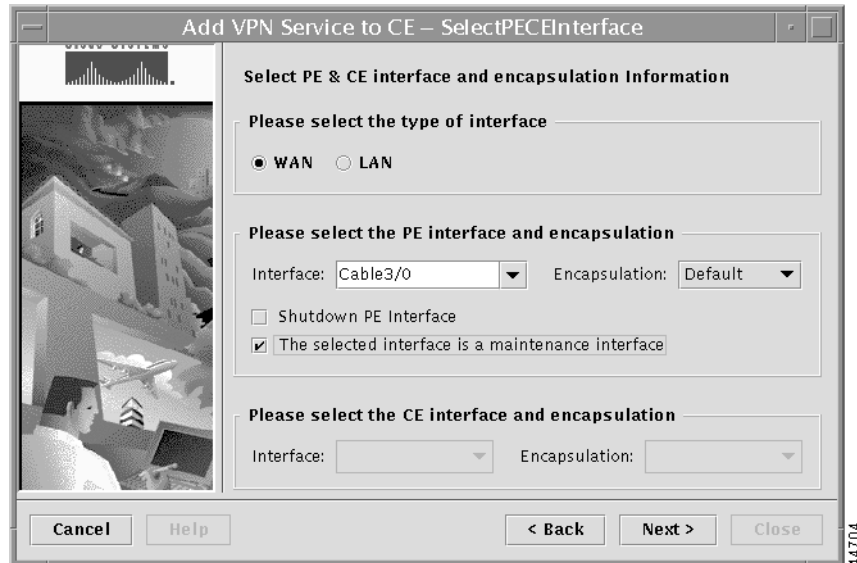 Add VPN Service to CE – SelectPECEInterface
Select PE & CE interface and encapsulation Information
Please select the type of interface
WAN LAN
Please select the PE interface and encapsulation
Interface: Cable3/0 Encapsulation: Default
Shutdown PE Interface
The selected interface is a maintenance interface
Please select the CE interface and encapsulation
Interface: Encapsulation:
Cancel Help < Back Next > Close
44704